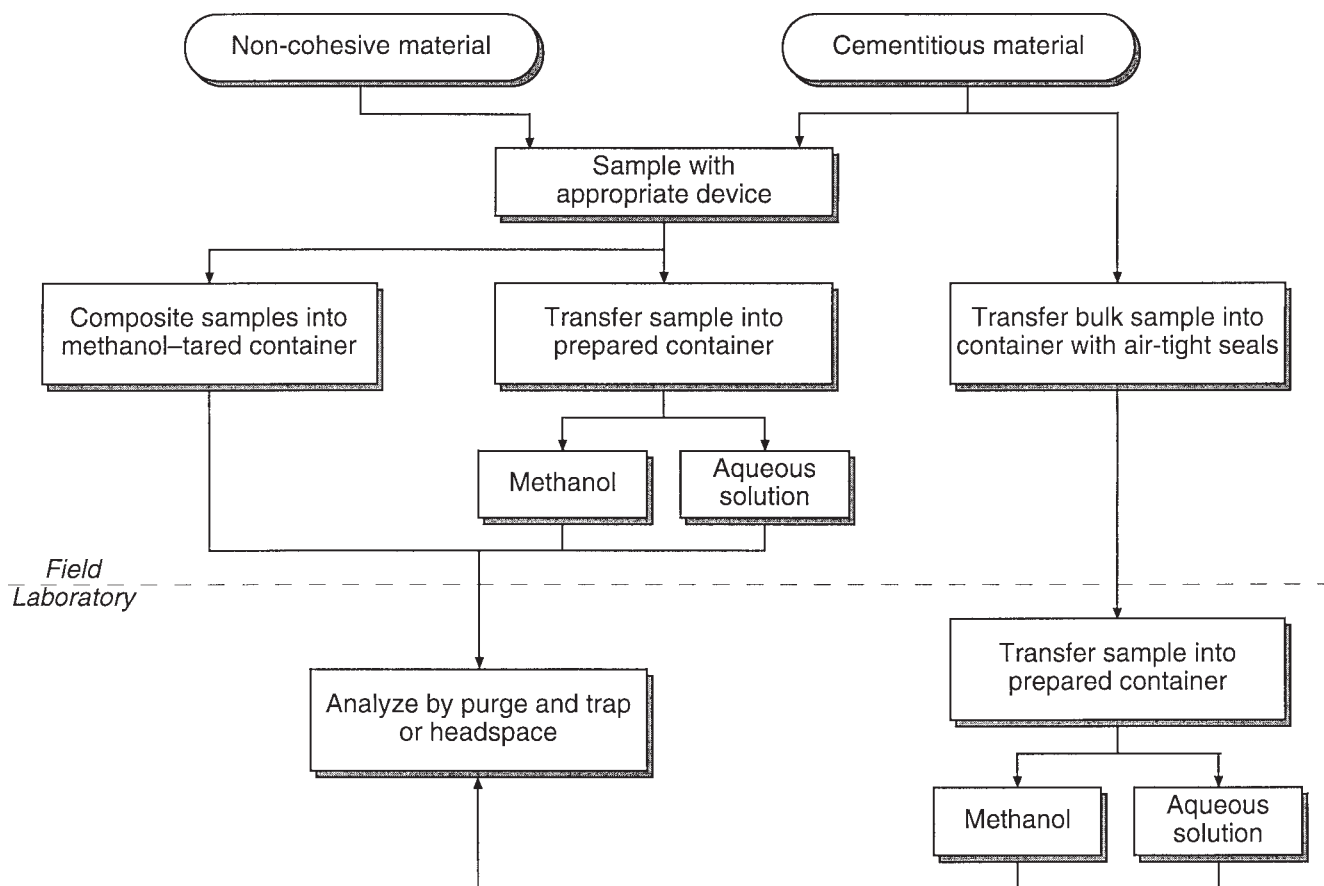 Non-cohesive material
Cementitious material
Sample with
appropriate device
Composite samples into
methanol–tared container
Transfer sample into
prepared container
Transfer bulk sample into
container with air-tight seals
Methanol
Aqueous
solution
Field
Laboratory
Transfer sample into
prepared container
Analyze by purge and trap
or headspace
Methanol
Aqueous
solution